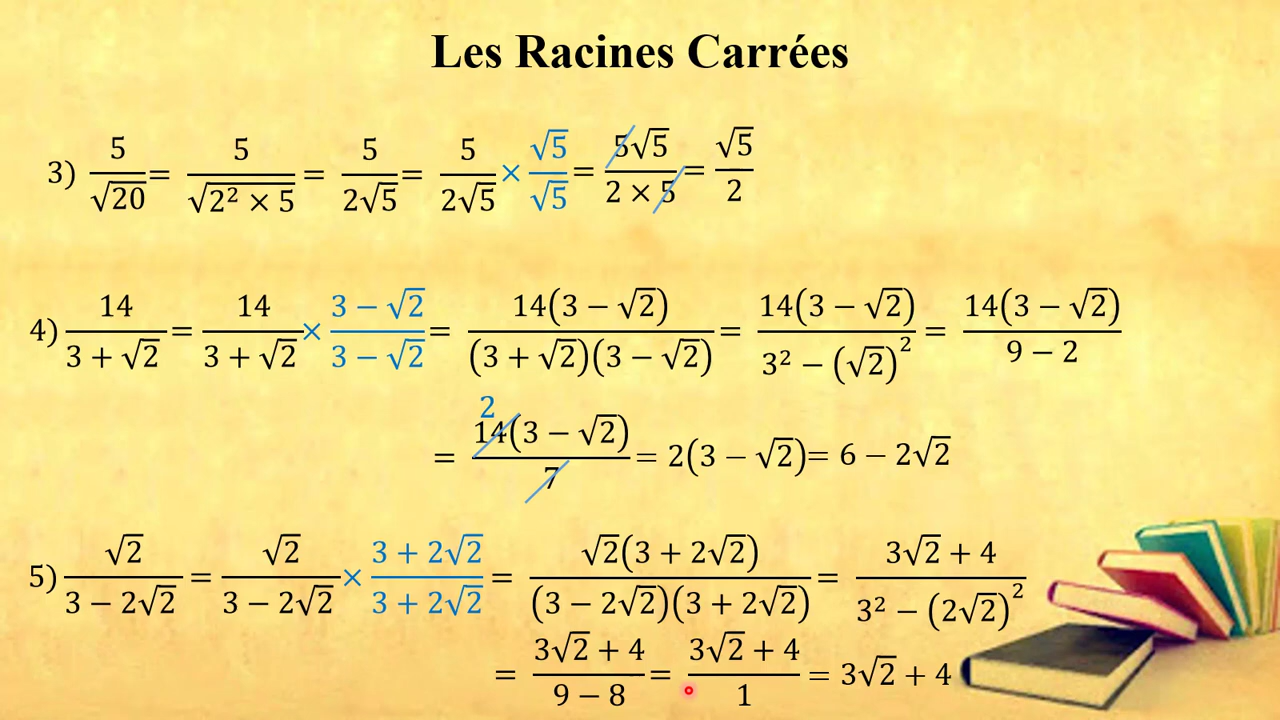 Les Racines Carrées
3) 5/√20 = 5/√(2² × 5) = 5/(2√5) = 5/(2√5) × √5/√5 = 5√5/(2 × 5) = √5/2
4) 14/(3 + √2) = 14/(3 + √2) × (3 − √2)/(3 − √2) = 14(3 − √2)/((3 + √2)(3 − √2)) = 14(3 − √2)/(3² − (√2)²) = 14(3 − √2)/(9 − 2)
2
= 14(3 − √2)/7 = 2(3 − √2) = 6 − 2√2
5) √2/(3 − 2√2) = √2/(3 − 2√2) × (3 + 2√2)/(3 + 2√2) = √2(3 + 2√2)/((3 − 2√2)(3 + 2√2)) = (3√2 + 4)/(3² − (2√2)²)
= (3√2 + 4)/(9 − 8) = (3√2 + 4)/1 = 3√2 + 4